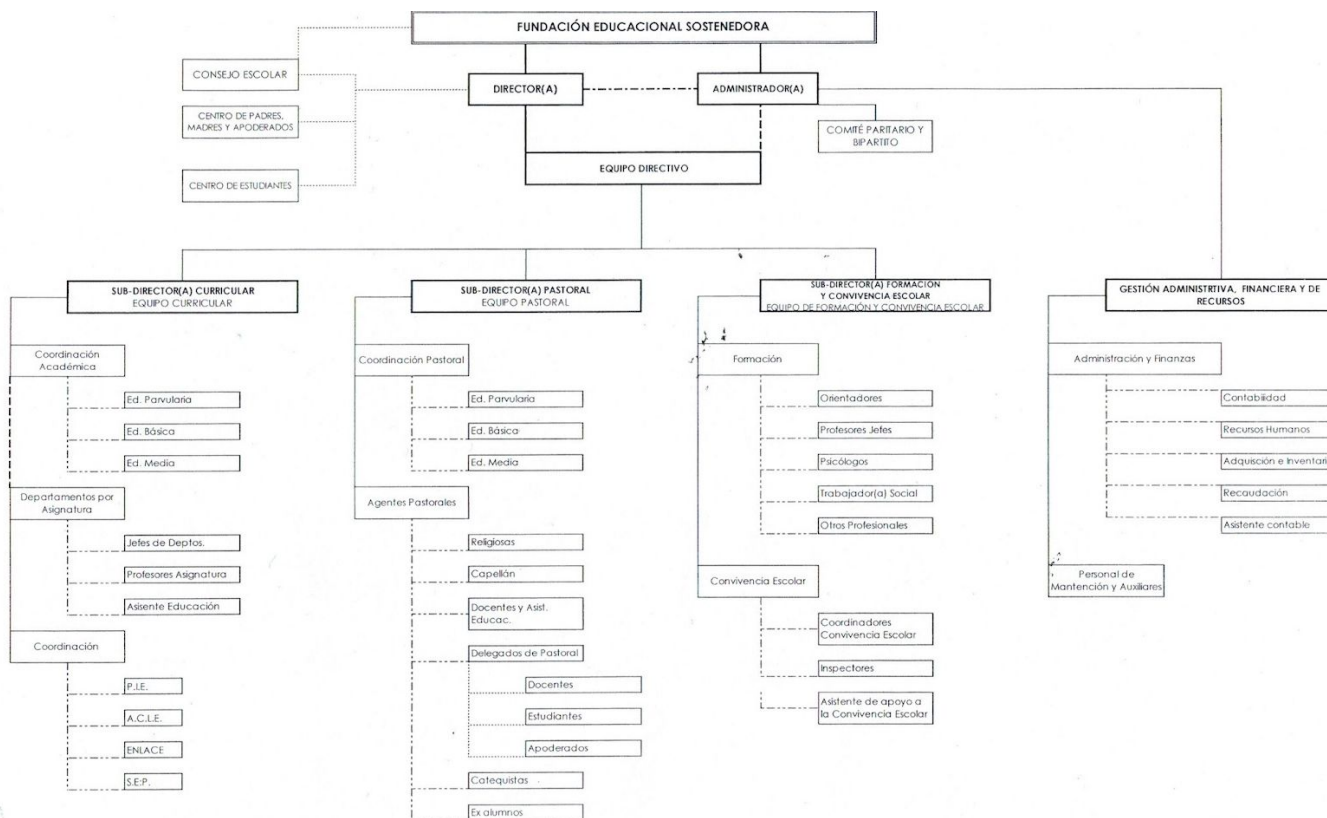 FUNDACIÓN EDUCACIONAL SOSTENEDORA
CONSEJO ESCOLAR
DIRECTOR(A)
ADMINISTRADOR(A)
CENTRO DE PADRES,
MADRES Y APODERADOS
COMITÉ PARITARIO Y
BIPARTITO
EQUIPO DIRECTIVO
CENTRO DE ESTUDIANTES
SUB-DIRECTOR(A) CURRICULAR
EQUIPO CURRICULAR
Coordinación
Académica
Ed. Parvularia
Ed. Básica
Ed. Media
Departamentos por
Asignatura
Jefes de Deptos.
Profesores Asignatura
Asisente Educación
Coordinación
P.I.E.
A.C.L.E.
ENLACE
S.E.P.
SUB-DIRECTOR(A) PASTORAL
EQUIPO PASTORAL
Coordinación Pastoral
Ed. Parvularia
Ed. Básica
Ed. Media
Agentes Pastorales
Religiosas
Capellán
Docentes y Asist.
Educac.
Delegados de Pastoral
Docentes
Estudiantes
Apoderados
Catequistas
Ex alumnos
SUB-DIRECTOR(A) FORMACION
Y CONVIVENCIA ESCOLAR
EQUIPO DE FORMACIÓN Y CONVIVENCIA ESCOLAR
Formación
Orientadores
Profesores Jefes
Psicólogos
Trabajador(a) Social
Otros Profesionales
Convivencia Escolar
Coordinadores
Convivencia Escolar
Inspectores
Asistente de apoyo a
la Convivencia Escolar
GESTIÓN ADMINISTRTIVA, FINANCIERA Y DE
RECURSOS
Administración y Finanzas
Contabilidad
Recursos Humanos
Adquisción e Inventari
Recaudación
Asistente contable
Personal de
Mantención y Auxiliares